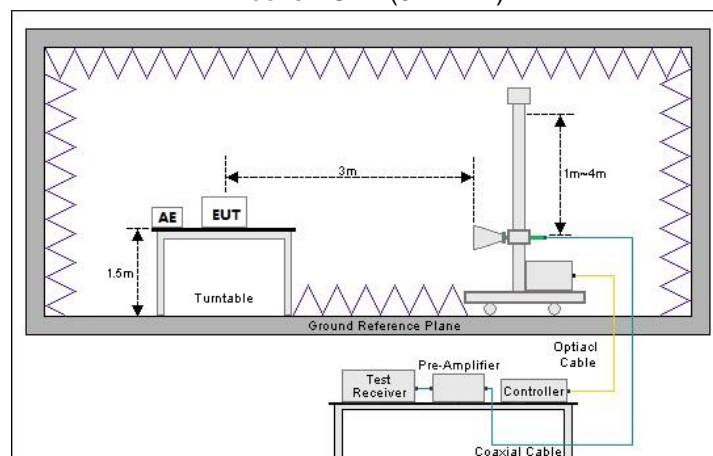 3m
1m~4m
AE
EUT
1.5m
Turntable
Ground Reference Plane
Optiacl
Cable
Pre-Amplifier
Test
Receiver
Controller
Coaxial Cable